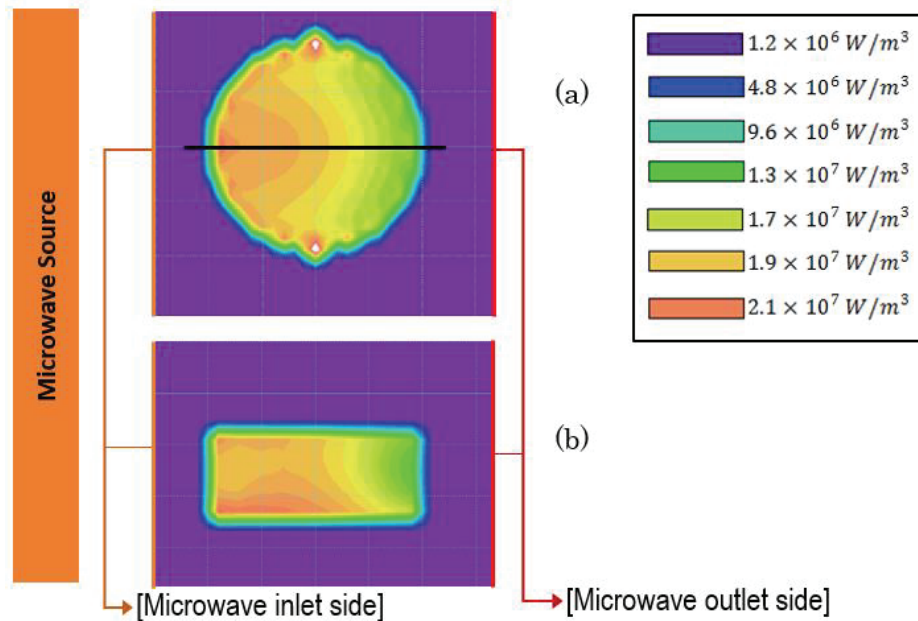 Microwave Source
(a)
(b)
1.2 × 10⁶ W/m³
4.8 × 10⁶ W/m³
9.6 × 10⁶ W/m³
1.3 × 10⁷ W/m³
1.7 × 10⁷ W/m³
1.9 × 10⁷ W/m³
2.1 × 10⁷ W/m³
[Microwave inlet side]
[Microwave outlet side]